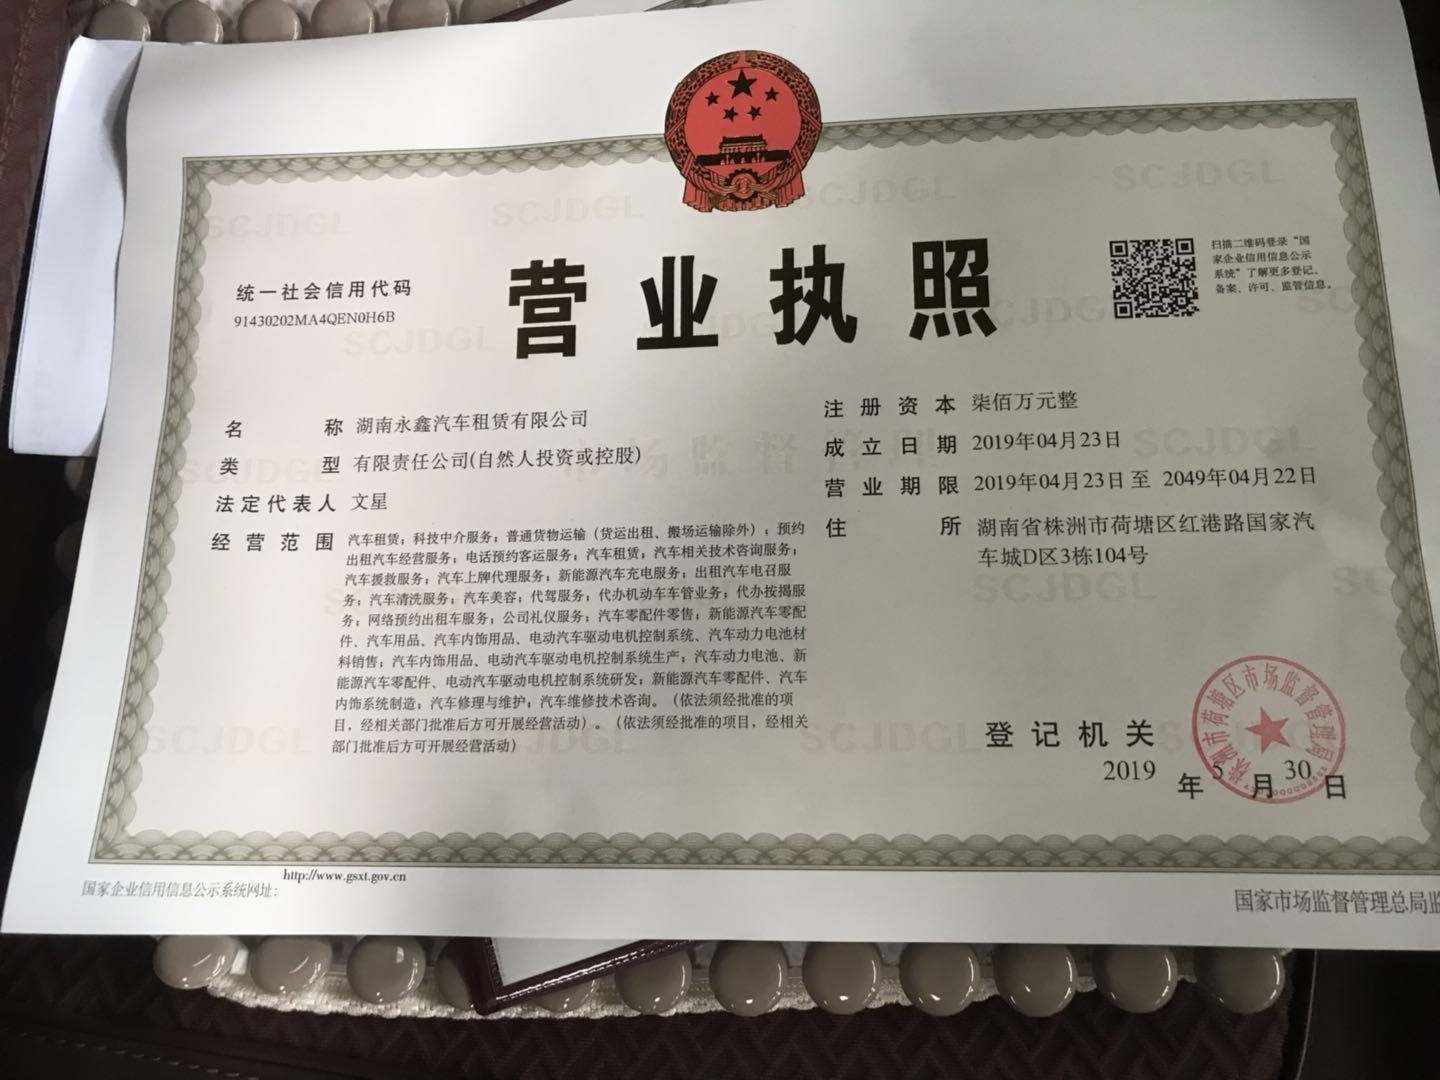 营业执照
统一社会信用代码
91430202MA4QEN0H6B
扫描二维码登录“国
家企业信用信息公示
系统”了解更多登记、
备案、许可、监管信息。
名称 湖南永鑫汽车租赁有限公司
类型 有限责任公司(自然人投资或控股)
法定代表人 文星
经营范围 汽车租赁；科技中介服务；普通货物运输（货运出租、搬场运输除外）；预约
出租汽车经营服务；电话预约客运服务；汽车租赁；汽车相关技术咨询服务；
汽车援救服务；汽车上牌代理服务；新能源汽车充电服务；出租汽车电召服
务；汽车清洗服务；汽车美容；代驾服务；代办机动车车管业务；代办按揭服
务；网络预约出租车服务；公司礼仪服务；汽车零配件零售；新能源汽车零配
件、汽车用品、汽车内饰用品、电动汽车驱动电机控制系统、汽车动力电池材
料销售；汽车内饰用品、电动汽车驱动电机控制系统生产；汽车动力电池、新
能源汽车零配件、电动汽车驱动电机控制系统研发；新能源汽车零配件、汽车
内饰系统制造；汽车修理与维护；汽车维修技术咨询。（依法须经批准的项
目，经相关部门批准后方可开展经营活动）。（依法须经批准的项目，经相关
部门批准后方可开展经营活动）
注册资本 柒佰万元整
成立日期 2019年04月23日
营业期限 2019年04月23日 至 2049年04月22日
住所 湖南省株洲市荷塘区红港路国家汽
车城D区3栋104号
登记机关
2019 年 5 月 30 日
株洲市荷塘区市场监督管理局
国家企业信用信息公示系统网址：
http://www.gsxt.gov.cn
国家市场监督管理总局监
SCJDGL
市场监督管理